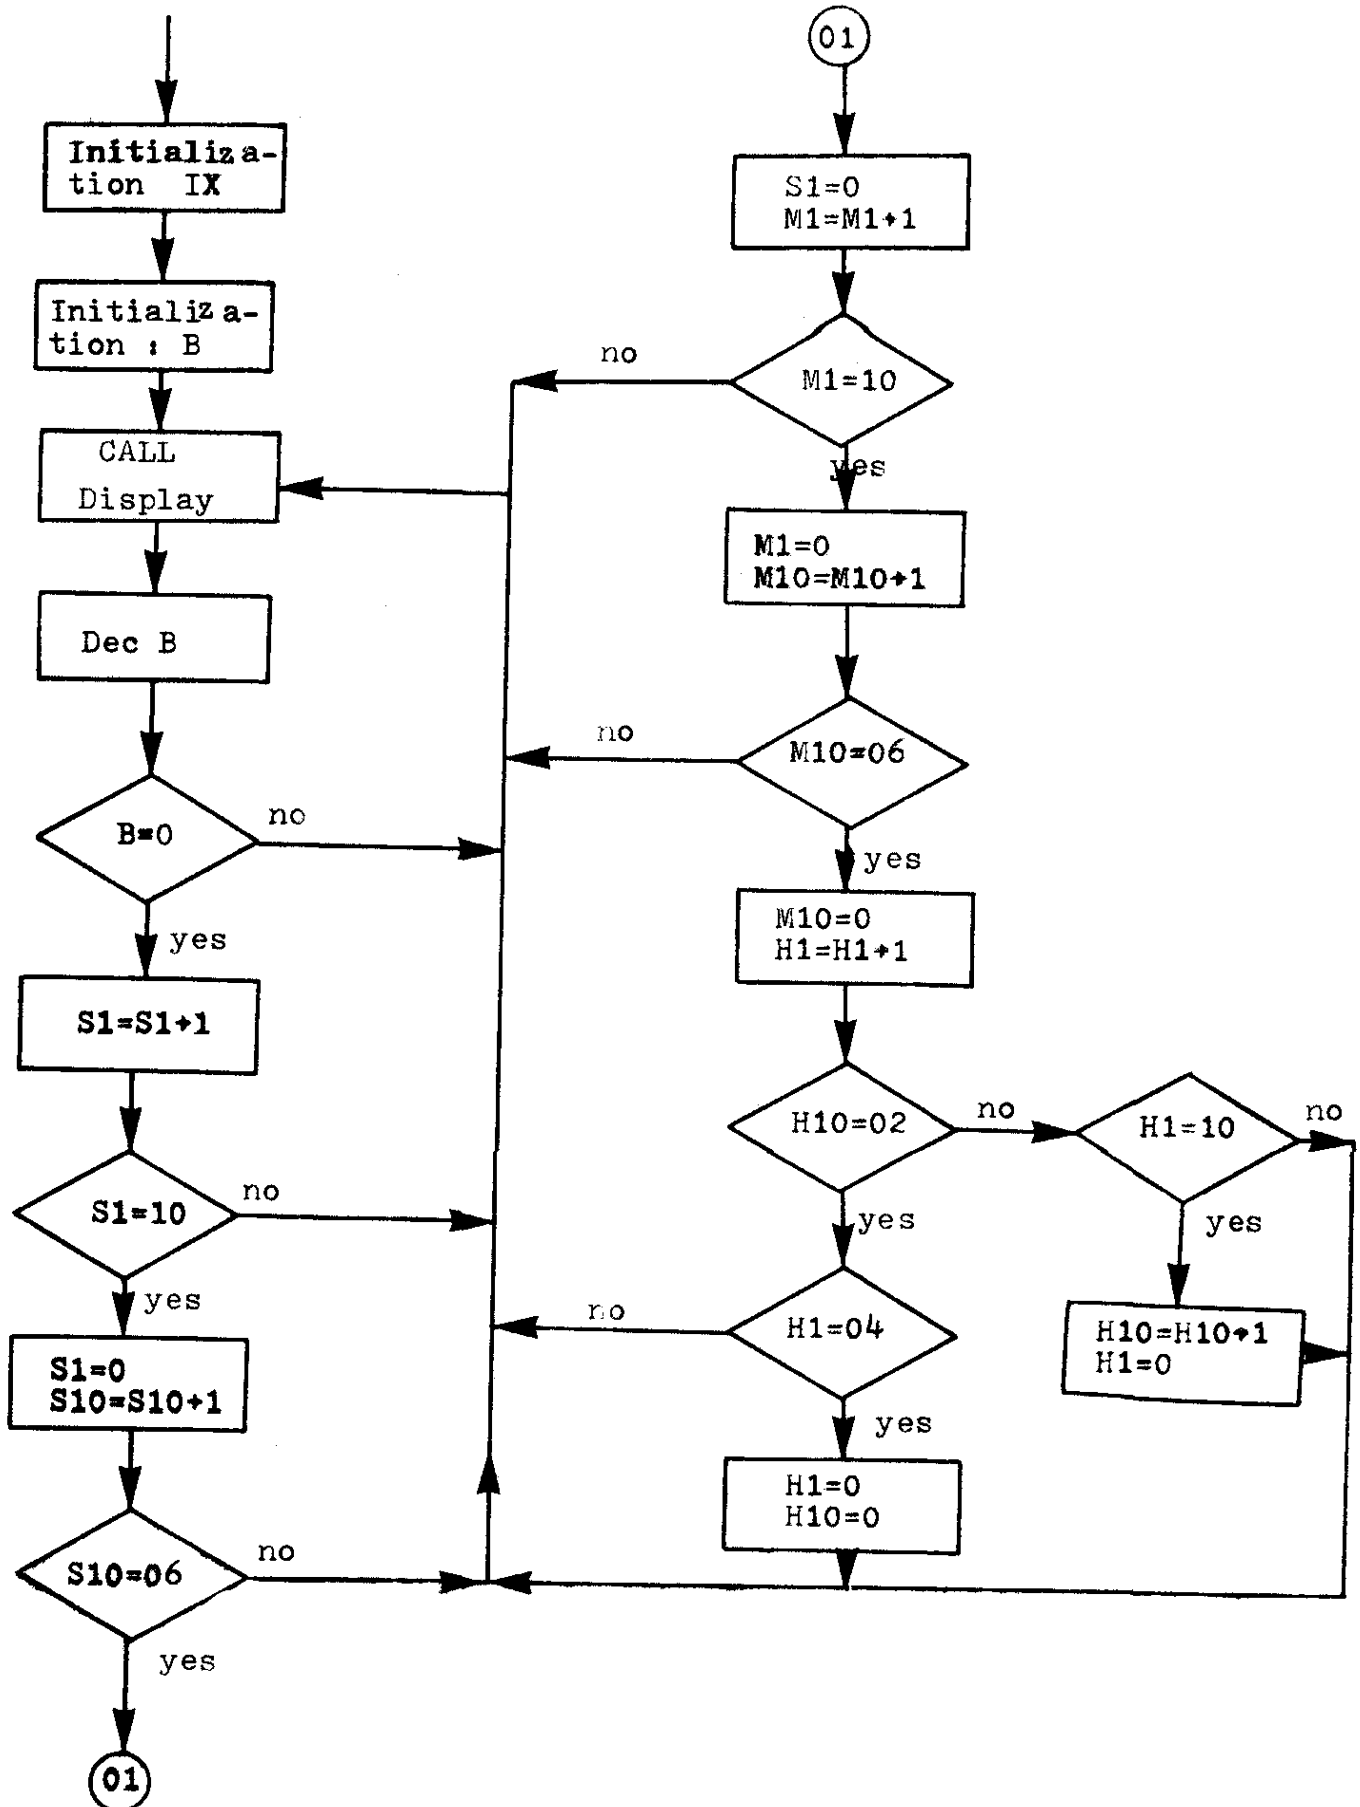 Initializa-
tion IX
Initializa-
tion : B
CALL
Display
Dec B
B=0
no
yes
S1=S1+1
S1=10
no
yes
S1=0
S10=S10+1
S10=06
no
yes
01
01
S1=0
M1=M1+1
M1=10
no
yes
M1=0
M10=M10+1
M10=06
no
yes
M10=0
H1=H1+1
H10=02
no
yes
H1=10
no
yes
H10=H10+1
H1=0
H1=04
no
yes
H1=0
H10=0